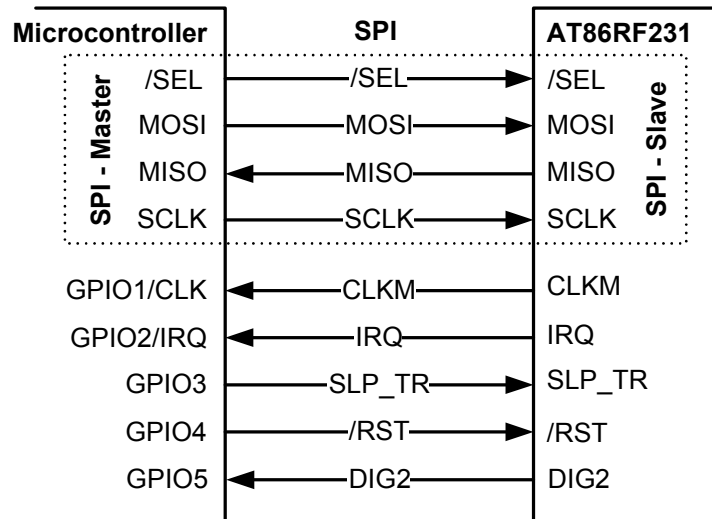 Microcontroller SPI AT86RF231
SPI - Master
SPI - Slave
/SEL /SEL /SEL
MOSI MOSI MOSI
MISO MISO MISO
SCLK SCLK SCLK
GPIO1/CLK CLKM CLKM
GPIO2/IRQ IRQ IRQ
GPIO3 SLP_TR SLP_TR
GPIO4 /RST /RST
GPIO5 DIG2 DIG2